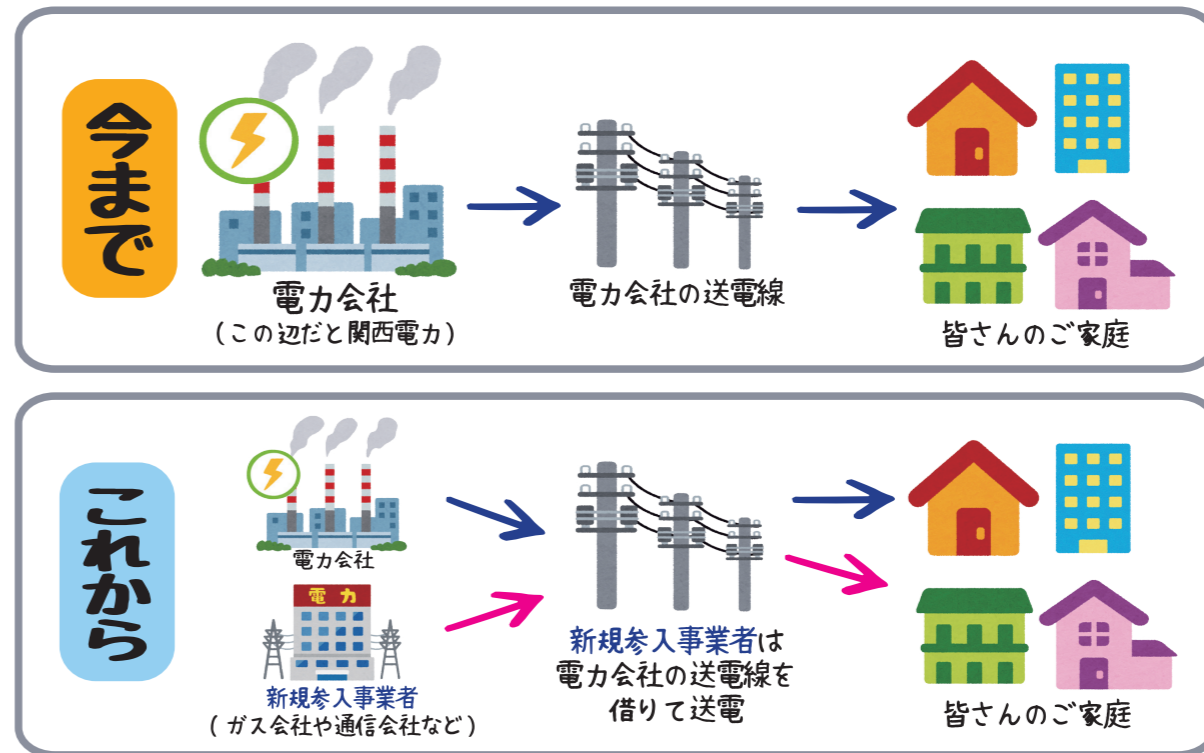 今まで
電力会社
(この辺だと関西電力)
電力会社の送電線
皆さんのご家庭
これから
電力会社
電力
新規参入事業者
(ガス会社や通信会社など)
新規参入事業者は
電力会社の送電線を
借りて送電
皆さんのご家庭